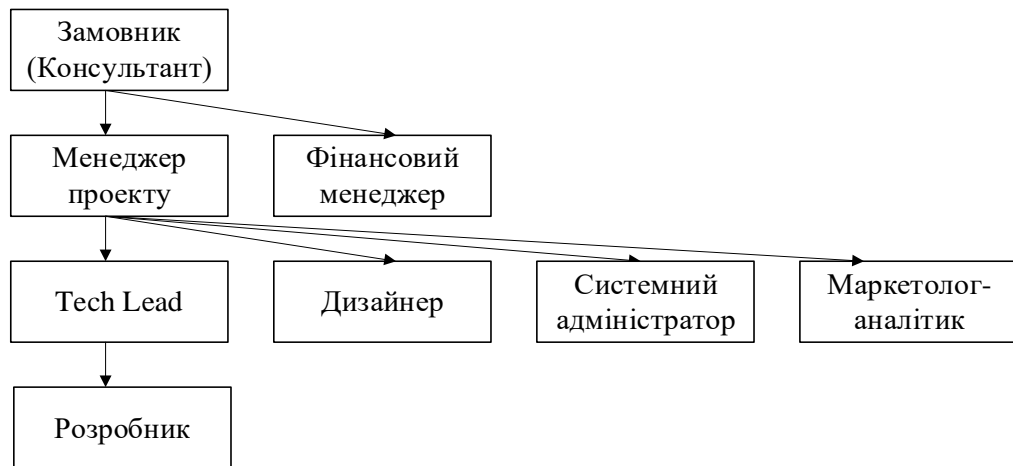 Замовник
(Консультант)
Менеджер
проекту
Фінансовий
менеджер
Tech Lead
Дизайнер
Системний
адміністратор
Маркетолог-
аналітик
Розробник